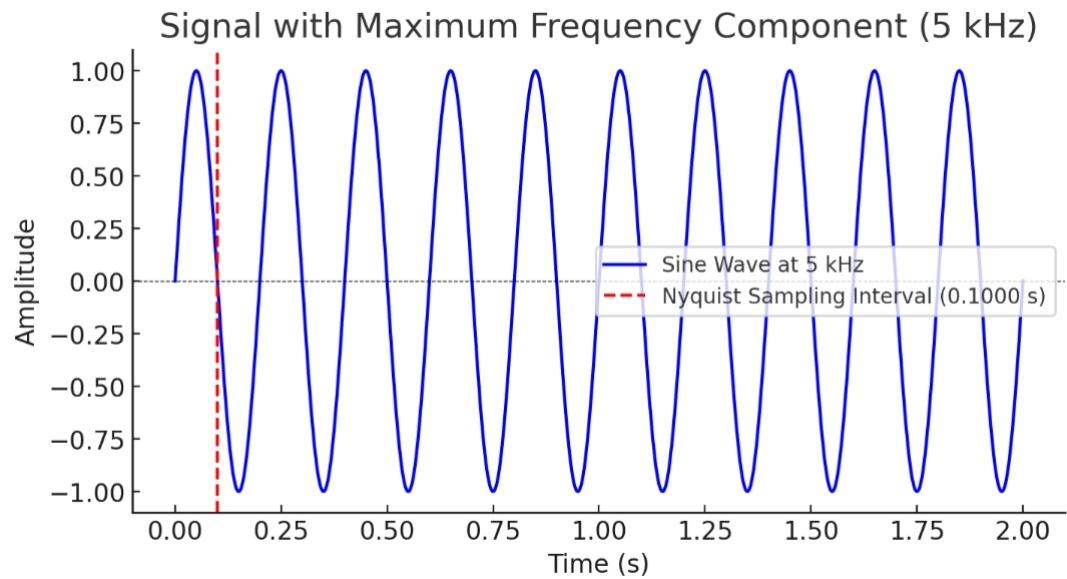 Signal with Maximum Frequency Component (5 kHz)
1.00
0.75
0.50
0.25
0.00
−0.25
−0.50
−0.75
−1.00
Amplitude
Sine Wave at 5 kHz
Nyquist Sampling Interval (0.1000 s)
0.00 0.25 0.50 0.75 1.00 1.25 1.50 1.75 2.00
Time (s)